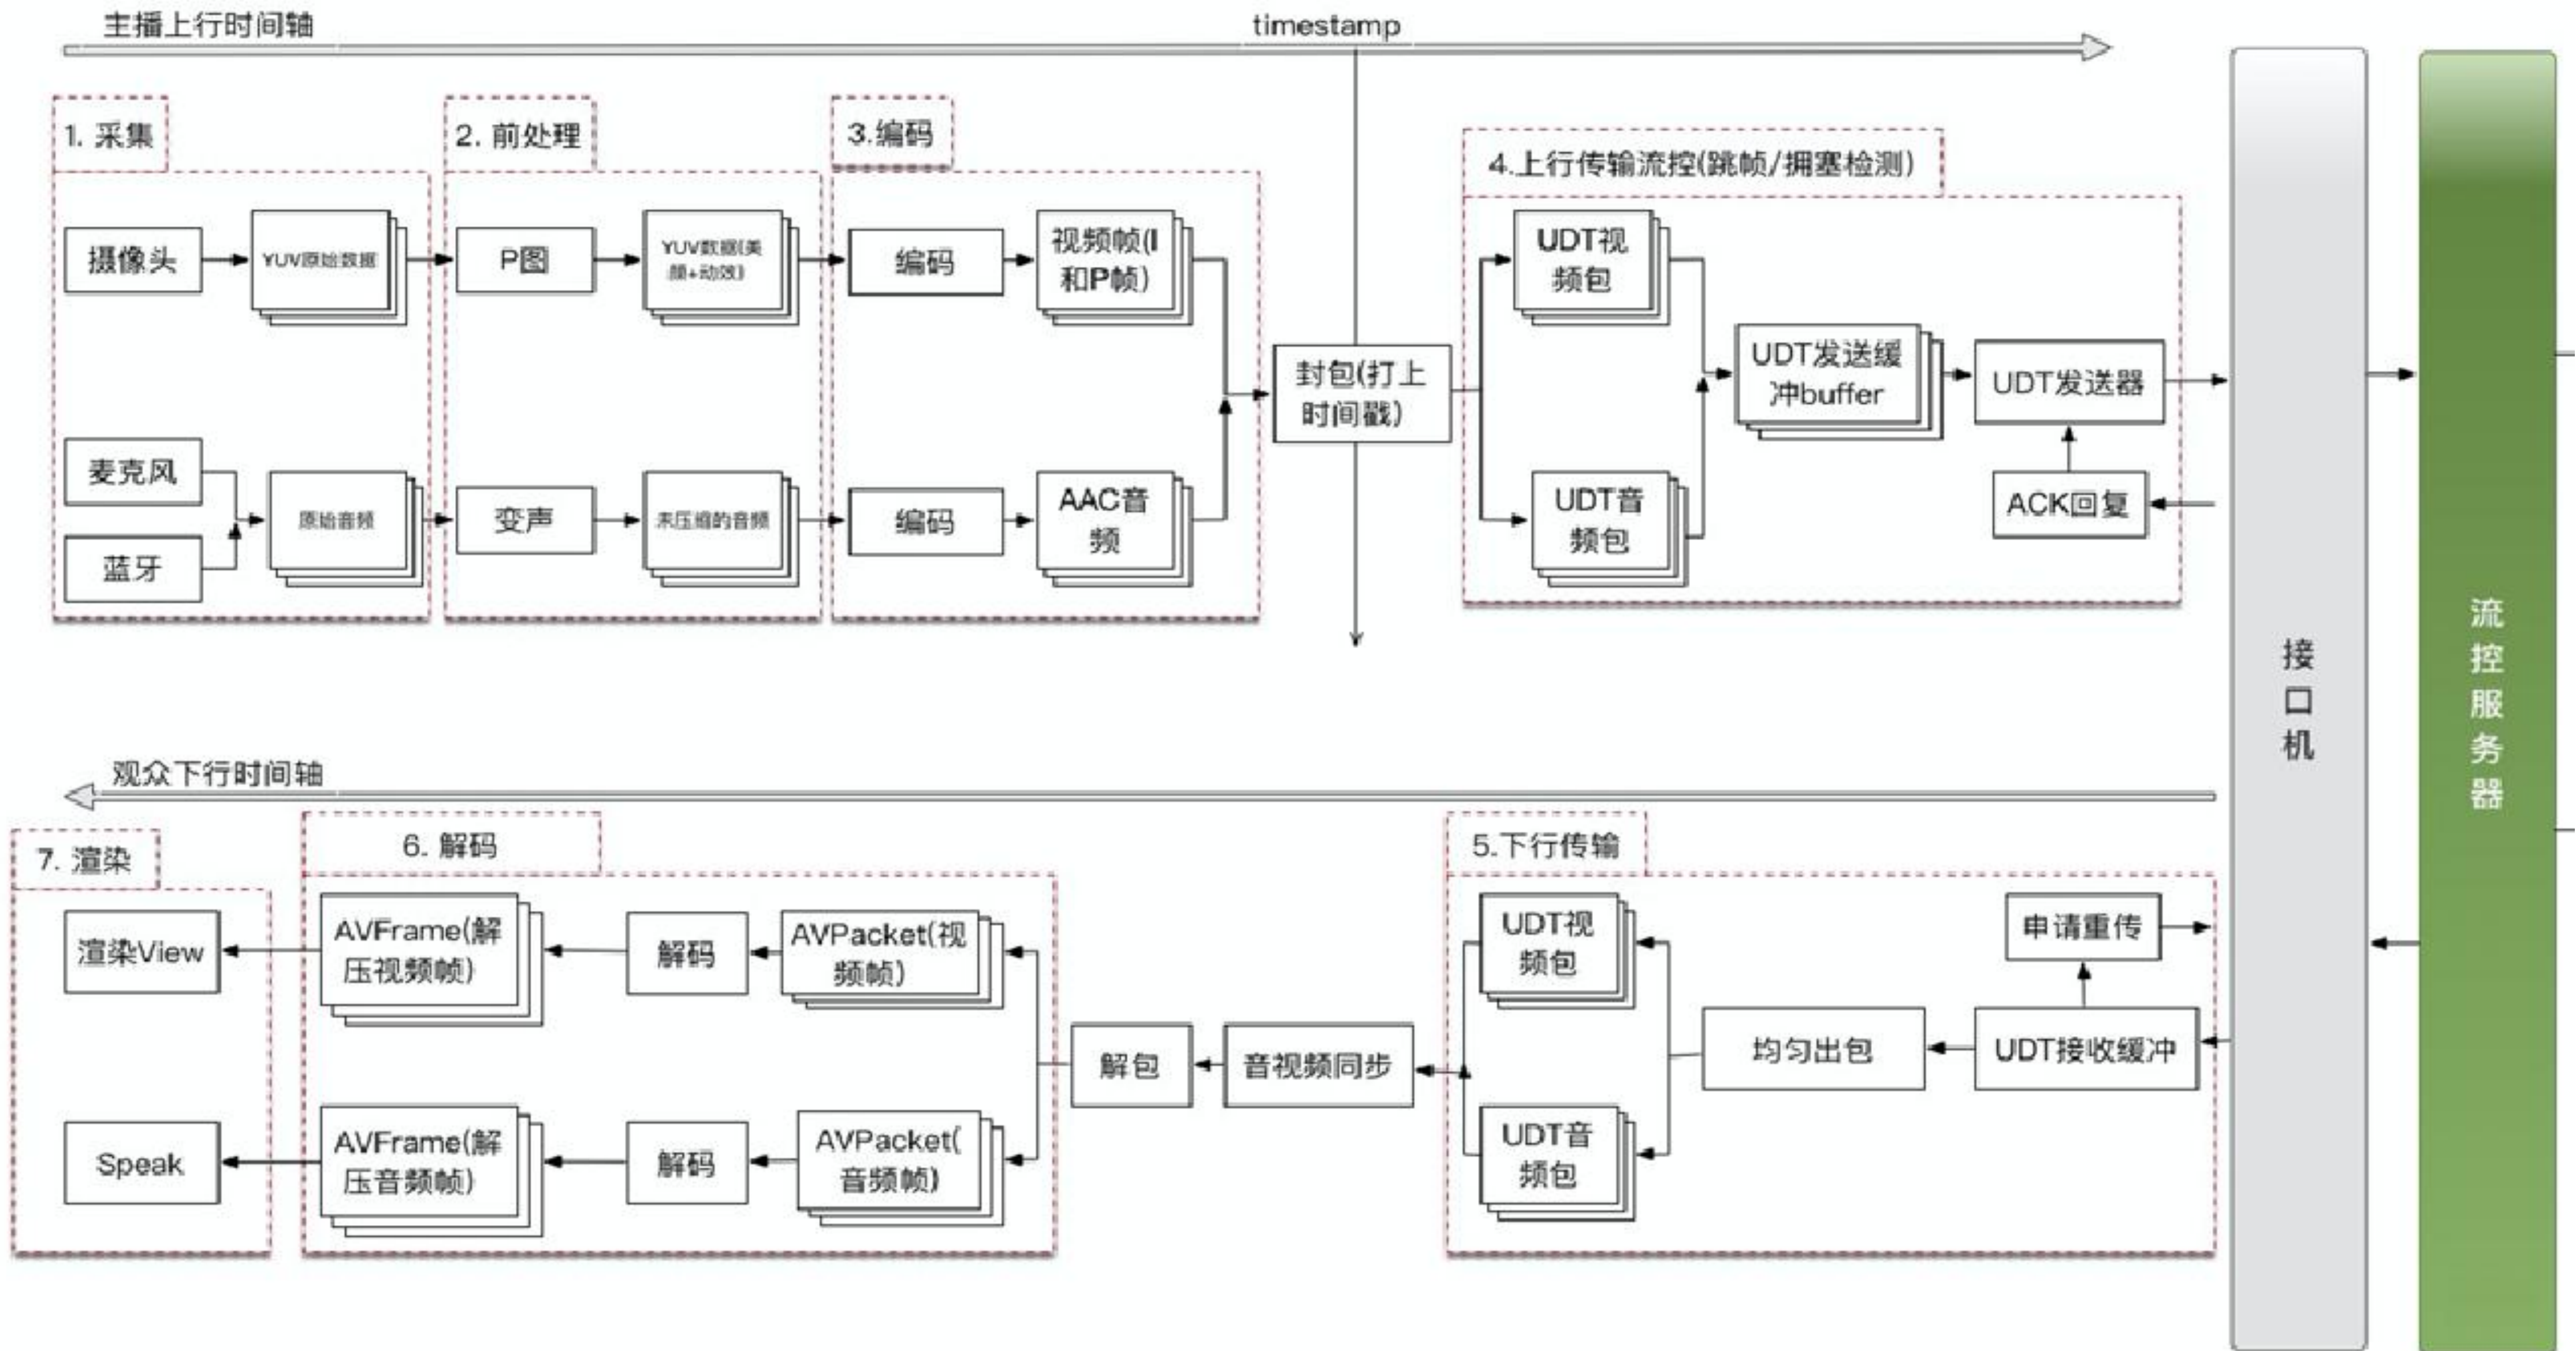 主播上行时间轴
timestamp
1. 采集
2. 前处理
3.编码
4.上行传输流控(跳帧/拥塞检测)
摄像头
YUV原始数据
P图
YUV数据(美
颜+动效)
编码
视频帧(I
和P帧)
麦克风
蓝牙
原始音频
变声
未压缩的音频
编码
AAC音
频
封包(打上
时间戳)
UDT视
频包
UDT音
频包
UDT发送缓
冲buffer
UDT发送器
ACK回复
接
口
机
流
控
服
务
器
观众下行时间轴
7. 渲染
6. 解码
5.下行传输
渲染View
AVFrame(解
压视频帧)
解码
AVPacket(视
频帧)
Speak
AVFrame(解
压音频帧)
解码
AVPacket(
音频帧)
解包
音视频同步
UDT视
频包
UDT音
频包
均匀出包
申请重传
UDT接收缓冲